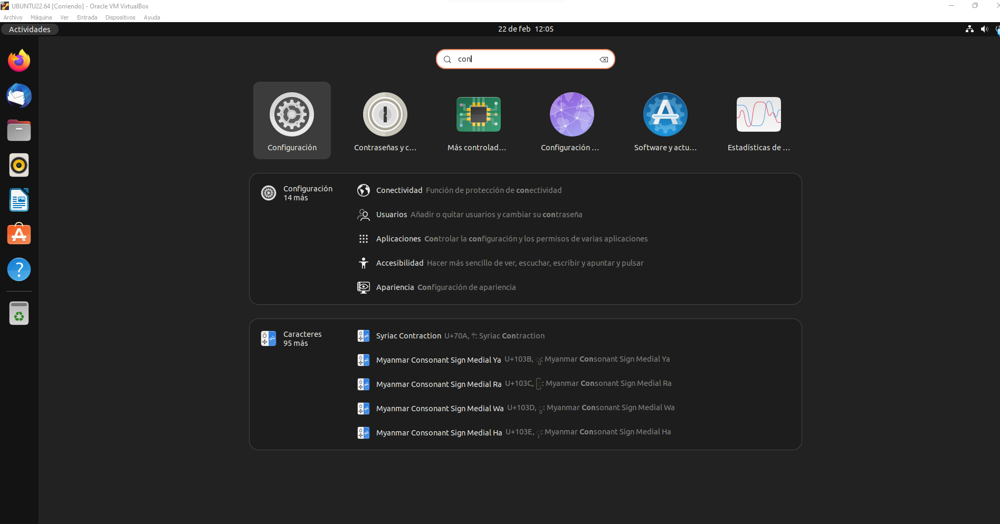 UBUNTU22.64 [Corriendo] - Oracle VM VirtualBox
Archivo Máquina Ver Entrada Dispositivos Ayuda
Actividades
22 de feb 12:05
con
Configuración
Contraseñas y c...
Más controlad...
Configuración ...
Software y actu...
Estadísticas de ...
Configuración
14 más
Conectividad Función de protección de conectividad
Usuarios Añadir o quitar usuarios y cambiar su contraseña
Aplicaciones Controlar la configuración y los permisos de varias aplicaciones
Accesibilidad Hacer más sencillo de ver, escuchar, escribir y apuntar y pulsar
Apariencia Configuración de apariencia
Caracteres
95 más
Syriac Contraction U+70A, ܊: Syriac Contraction
Myanmar Consonant Sign Medial Ya U+103B, ျ: Myanmar Consonant Sign Medial Ya
Myanmar Consonant Sign Medial Ra U+103C, ြ: Myanmar Consonant Sign Medial Ra
Myanmar Consonant Sign Medial Wa U+103D, ွ: Myanmar Consonant Sign Medial Wa
Myanmar Consonant Sign Medial Ha U+103E, ှ: Myanmar Consonant Sign Medial Ha